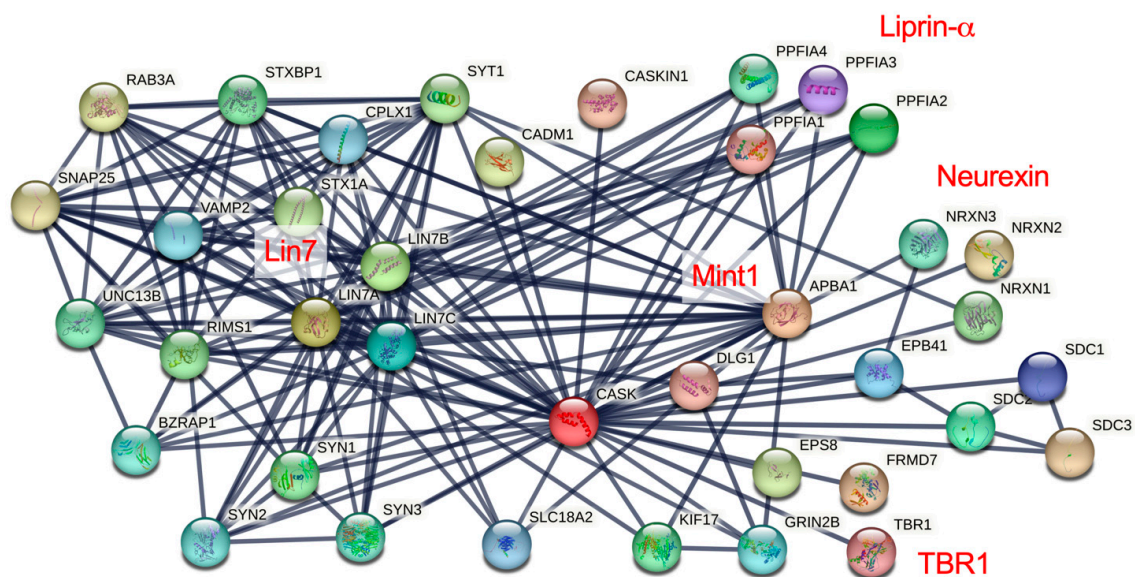 Liprin-α
PPFIA4
PPFIA3
RAB3A
STXBP1
SYT1
CASKIN1
PPFIA2
CPLX1
PPFIA1
CADM1
SNAP25
STX1A
Neurexin
VAMP2
NRXN3
NRXN2
Lin7
LIN7B
Mint1
APBA1
NRXN1
UNC13B
LIN7A
RIMS1
LIN7C
EPB41
SDC1
DLG1
CASK
SDC2
SDC3
BZRAP1
SYN1
EPS8
FRMD7
SYN2
SYN3
SLC18A2
KIF17
GRIN2B
TBR1
TBR1